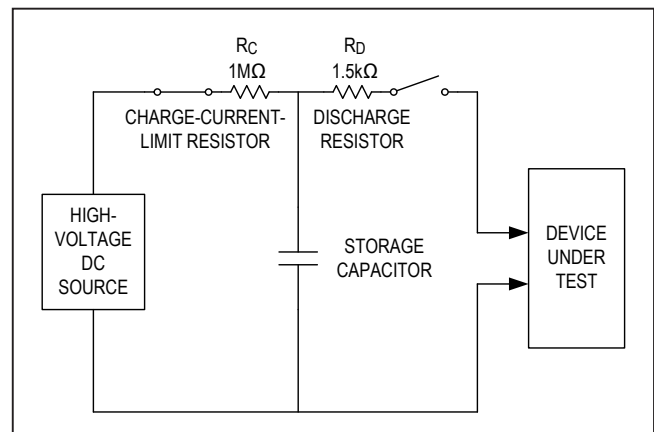 RC
1MΩ
CHARGE-CURRENT-
LIMIT RESISTOR
RD
1.5kΩ
DISCHARGE
RESISTOR
HIGH-
VOLTAGE
DC
SOURCE
STORAGE
CAPACITOR
DEVICE
UNDER
TEST